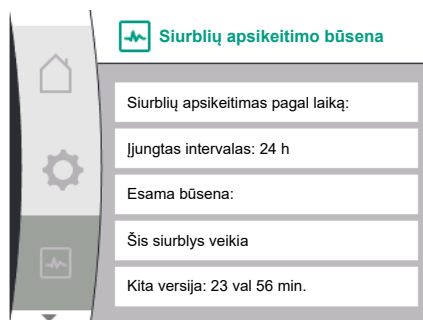 Siurblių apsikeitimo būsena
Siurblių apsikeitimas pagal laiką:
Įjungtas intervalas: 24 h
Esama būsena:
Šis siurblys veikia
Kita versija: 23 val 56 min.